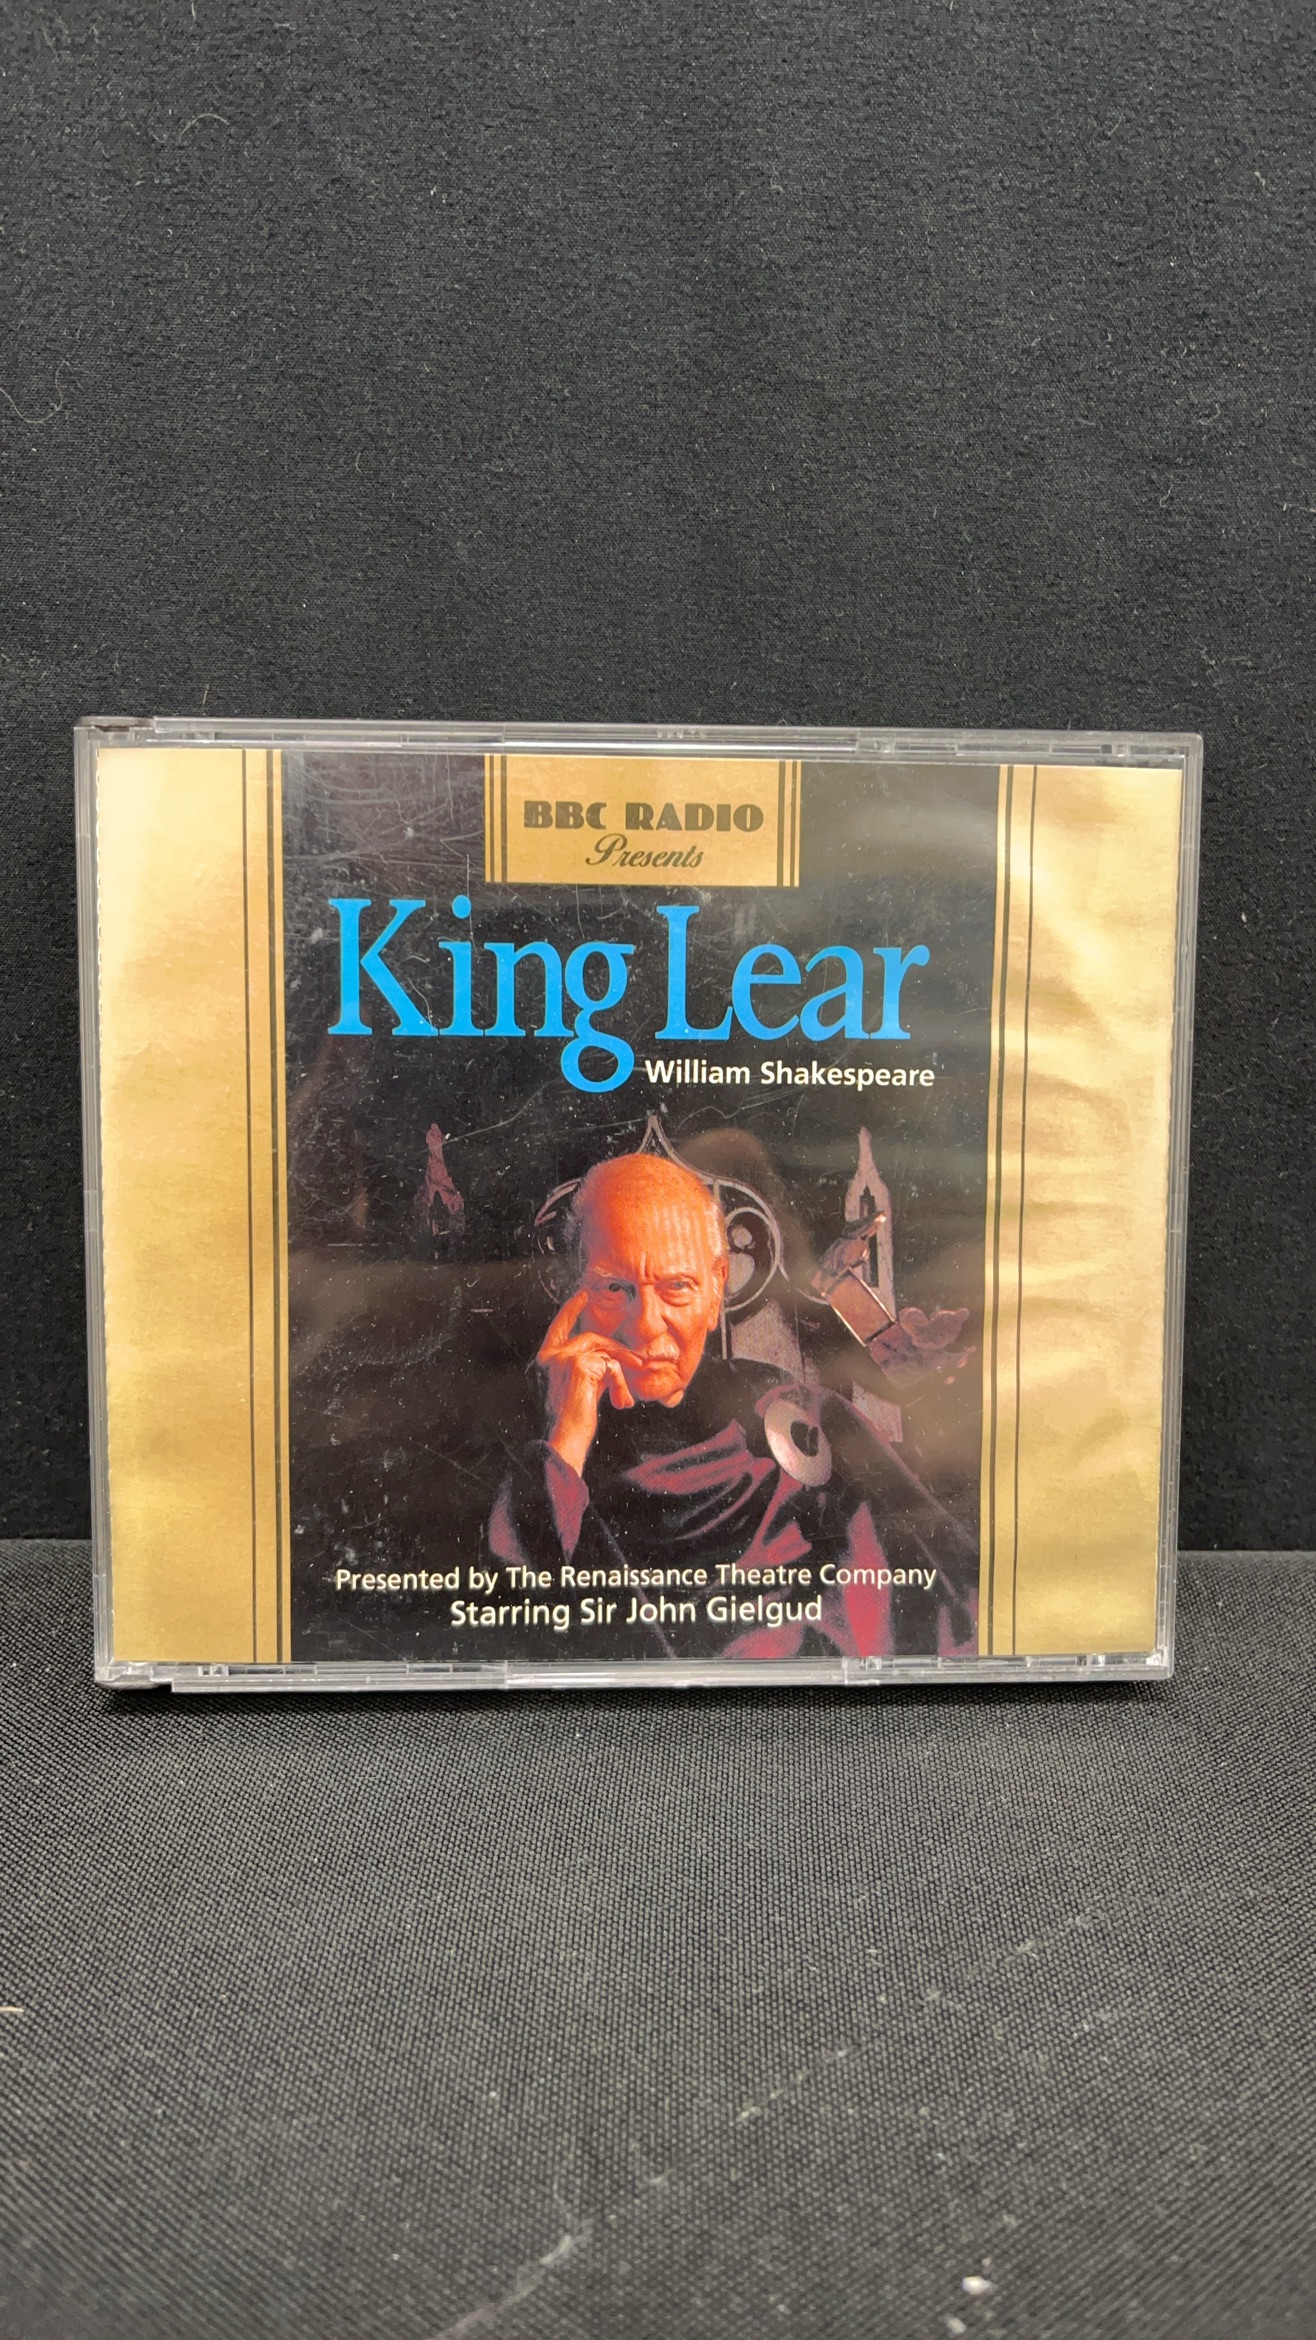 BBC RADIO
Presents
King Lear
William Shakespeare
Presented by The Renaissance Theatre Company
Starring Sir John Gielgud